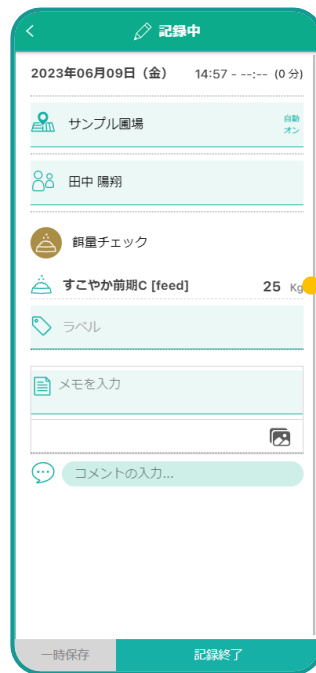 記録中
2023年06月09日（金） 14:57 - --:-- (0 分)
サンプル圃場
自動
オン
田中 陽翔
餌量チェック
すこやか前期C [feed] 25 Kg
ラベル
メモを入力
コメントの入力...
一時保存 記録終了